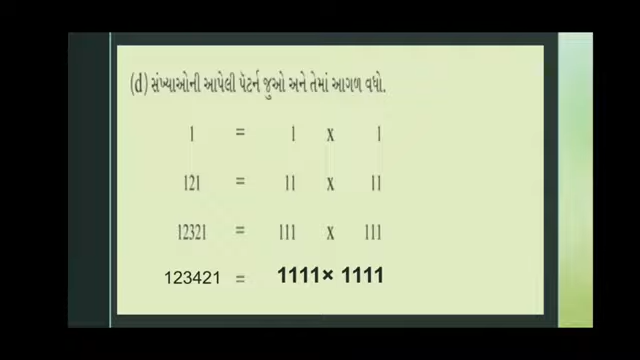 (d) સંખ્યાઓની આપેલી પૅટર્ન જુઓ અને તેમાં આગળ વધો.
1 = 1 x 1
121 = 11 x 11
12321 = 111 x 111
123421 = 1111× 1111